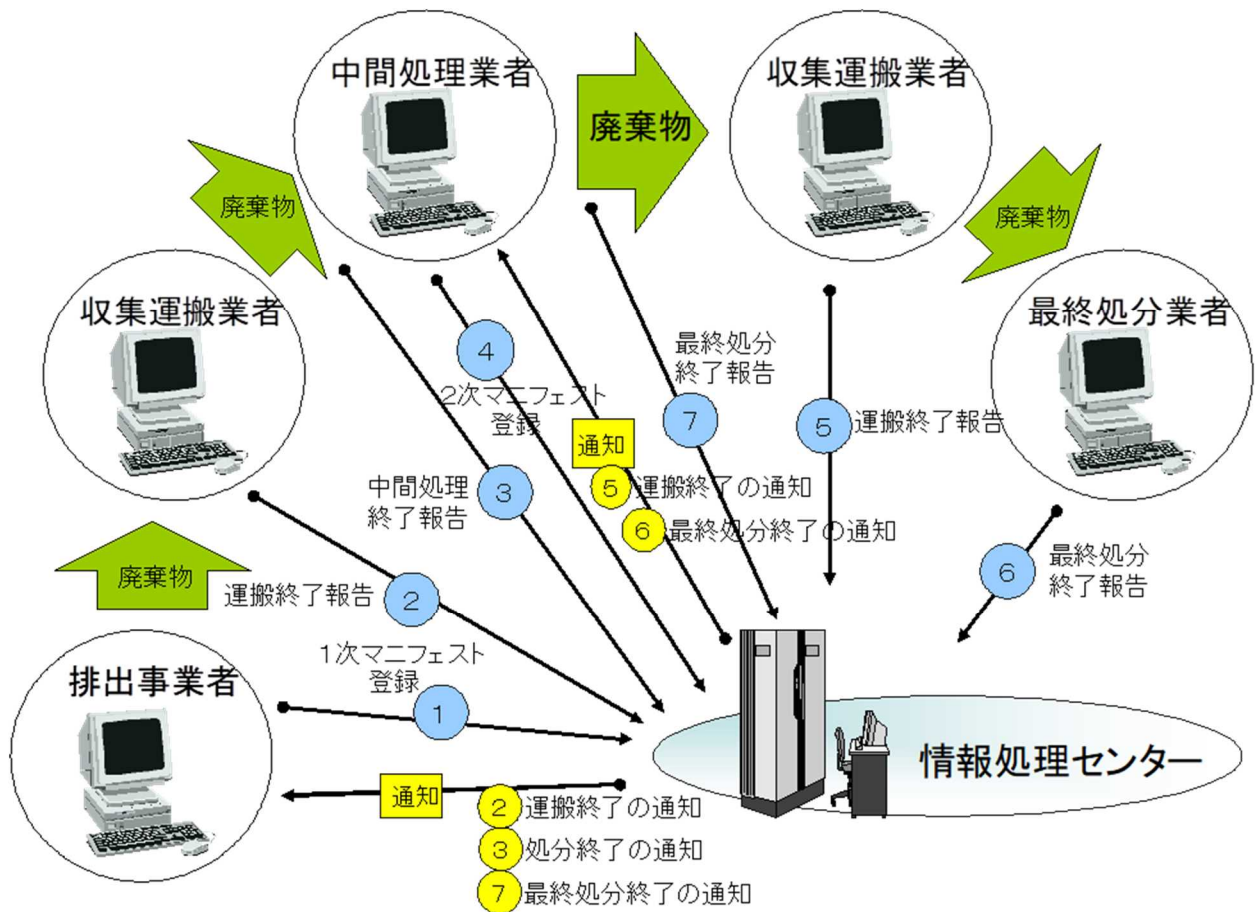 中間処理業者
廃棄物
収集運搬業者
廃棄物
廃棄物
収集運搬業者
最終処分業者
4
2次マニフェスト
登録
最終処分
終了報告
7
5
運搬終了報告
通知
5
運搬終了の通知
6
最終処分終了の通知
中間処理
終了報告
3
6
最終処分
終了報告
廃棄物
運搬終了報告
2
1次マニフェスト
登録
1
排出事業者
情報処理センター
通知
2
運搬終了の通知
3
処分終了の通知
7
最終処分終了の通知